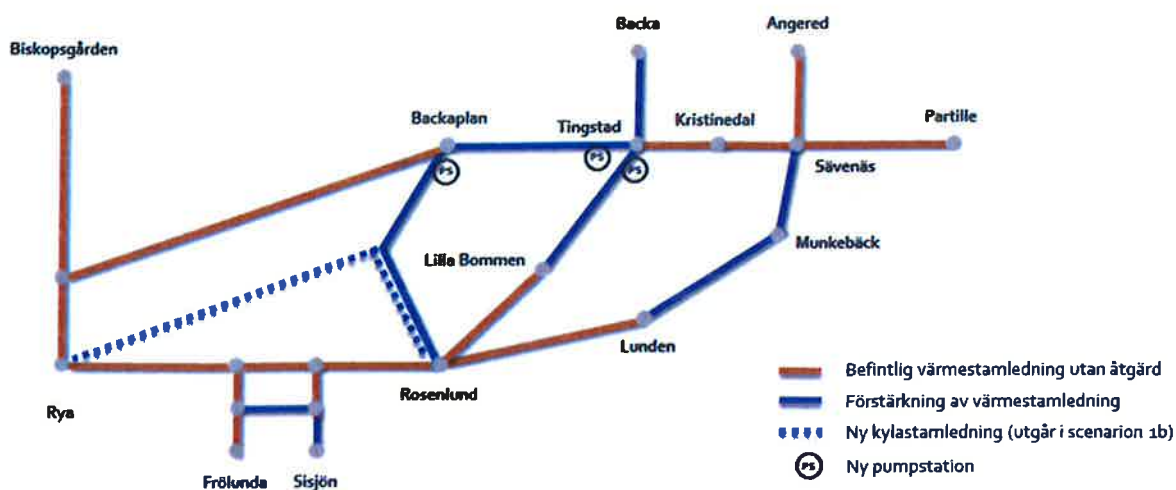 Backa
Angered
Biskopsgården
Backaplan
Tingstad
Kristinedal
Partille
PS
PS
PS
Sävenäs
Munkebäck
Lilla Bommen
Lunden
Rosenlund
Rya
Frölunda
Sisjön
Befintlig värmestamledning utan åtgärd
Förstärkning av värmestamledning
Ny kylastamledning (utgår i scenarion 1b)
PS Ny pumpstation